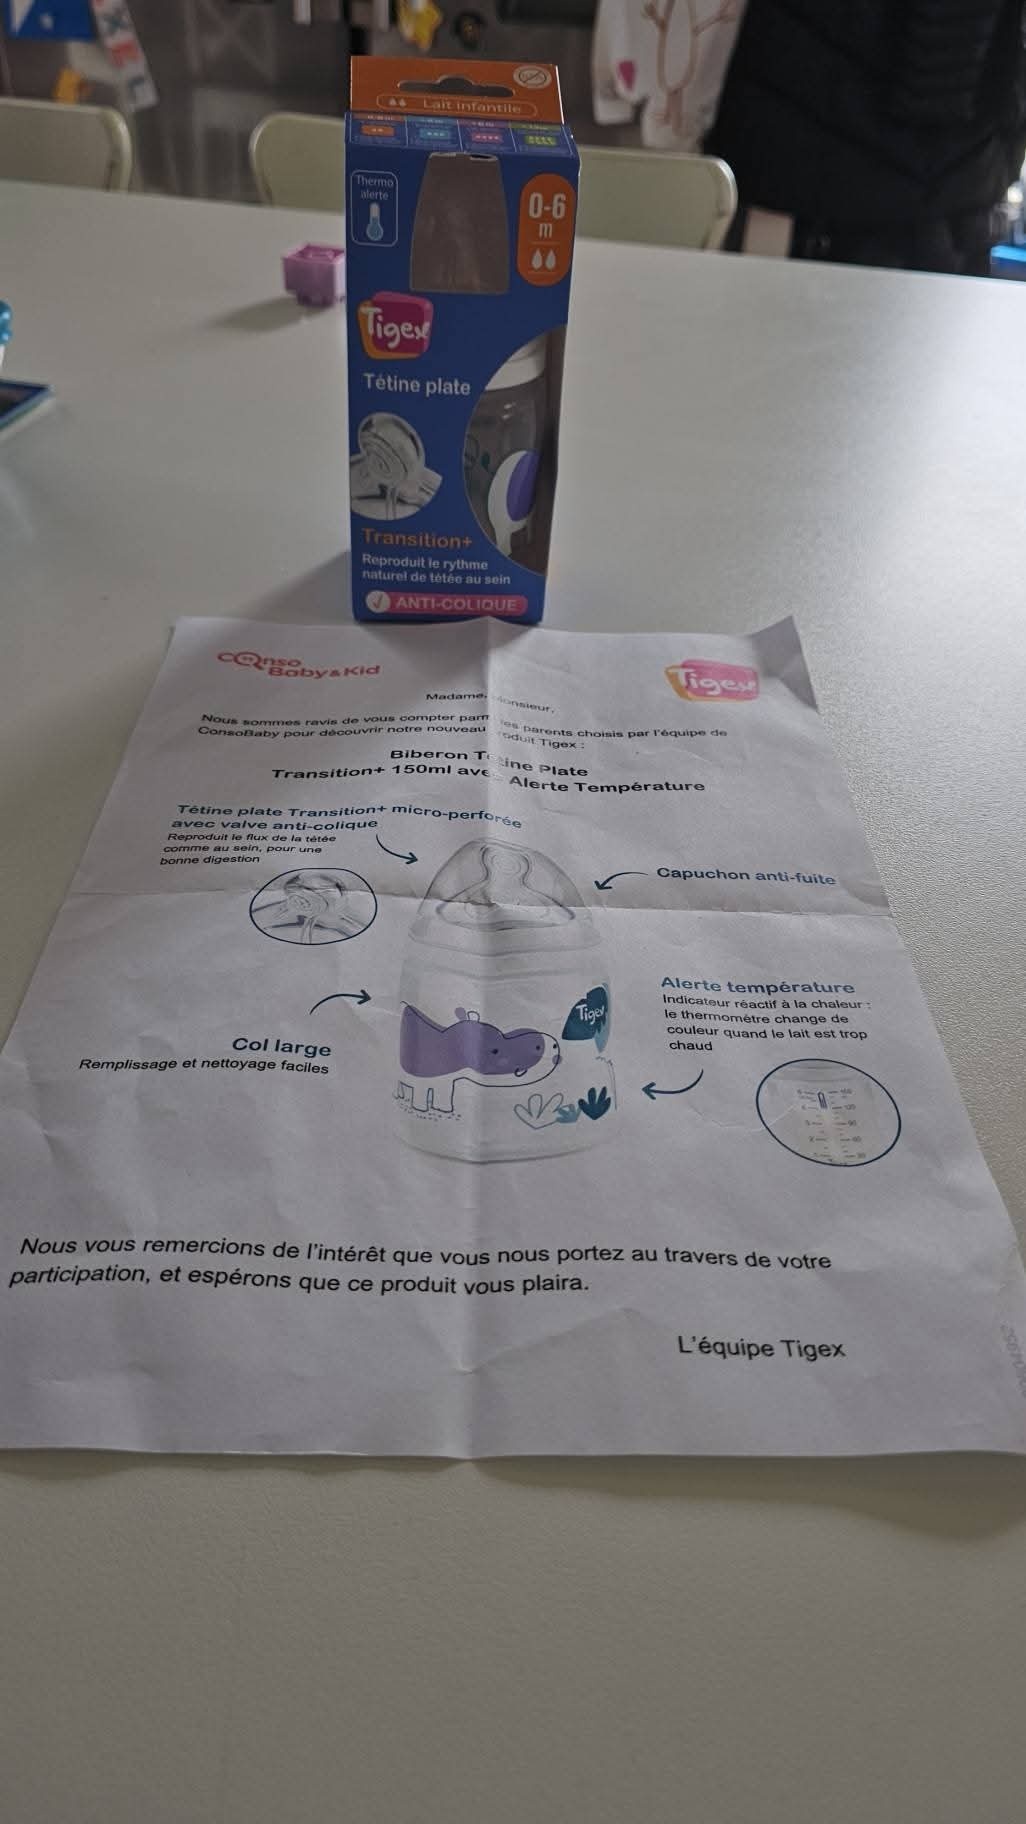 Lait infantile
Thermo
alerte
0-6
m
Tigex
Tétine plate
Transition+
Reproduit le rythme
naturel de tétée au sein
ANTI-COLIQUE
Conso
Baby&Kid
Tigex
Madame, Monsieur,
Nous sommes ravis de vous compter parmi les parents choisis par l'équipe de
ConsoBaby pour découvrir notre nouveau produit Tigex :
Biberon Tétine Plate
Transition+ 150ml avec Alerte Température
Tétine plate Transition+ micro-perforée
avec valve anti-colique
Reproduit le flux de la tétée
comme au sein, pour une
bonne digestion
Capuchon anti-fuite
Alerte température
Indicateur réactif à la chaleur :
le thermomètre change de
couleur quand le lait est trop
chaud
Tigex
Col large
Remplissage et nettoyage faciles
Nous vous remercions de l'intérêt que vous nous portez au travers de votre
participation, et espérons que ce produit vous plaira.
L'équipe Tigex